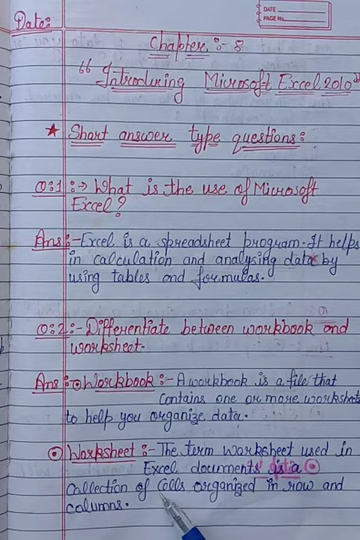 Date:
DATE
PAGE No.
Chapter :- 8
" Introducing Microsoft Excel 2010"
★ Short answer type questions:
Q:1 :-> What is the use of Microsoft
Excel?
Ans:- Excel is a spreadsheet program. It helps
in calculation and analysing data by
using tables and formulas.
Q:2:- Differentiate between workbook and
worksheet.
Ans:- Workbook:- A workbook is a file that
contains one or more worksheets
to help you organize data.
Worksheet :- The term worksheet used in
Excel documents is a
collection of cells organized in row and
columns.